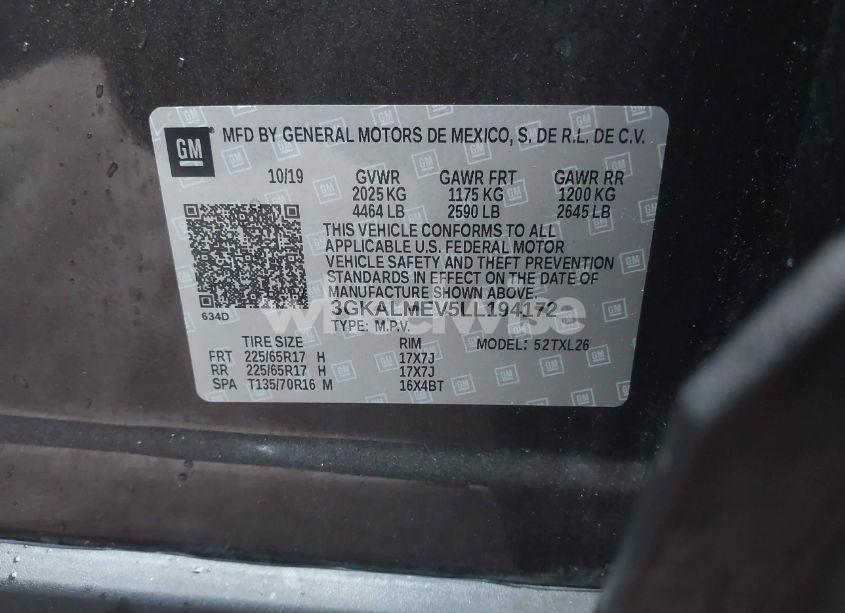 GM
MFD BY GENERAL MOTORS DE MEXICO, S. DE R.L. DE C.V.
10/19 GVWR GAWR FRT GAWR RR
2025 KG 1175 KG 1200 KG
4464 LB 2590 LB 2645 LB
THIS VEHICLE CONFORMS TO ALL
APPLICABLE U.S. FEDERAL MOTOR
VEHICLE SAFETY AND THEFT PREVENTION
STANDARDS IN EFFECT ON THE DATE OF
MANUFACTURE SHOWN ABOVE.
634D
3GKALMEV5LL194172
wheelwise
TYPE: M.P.V.
TIRE SIZE RIM MODEL: 52TXL26
FRT 225/65R17 H 17X7J
RR 225/65R17 H 17X7J
SPA T135/70R16 M 16X4BT